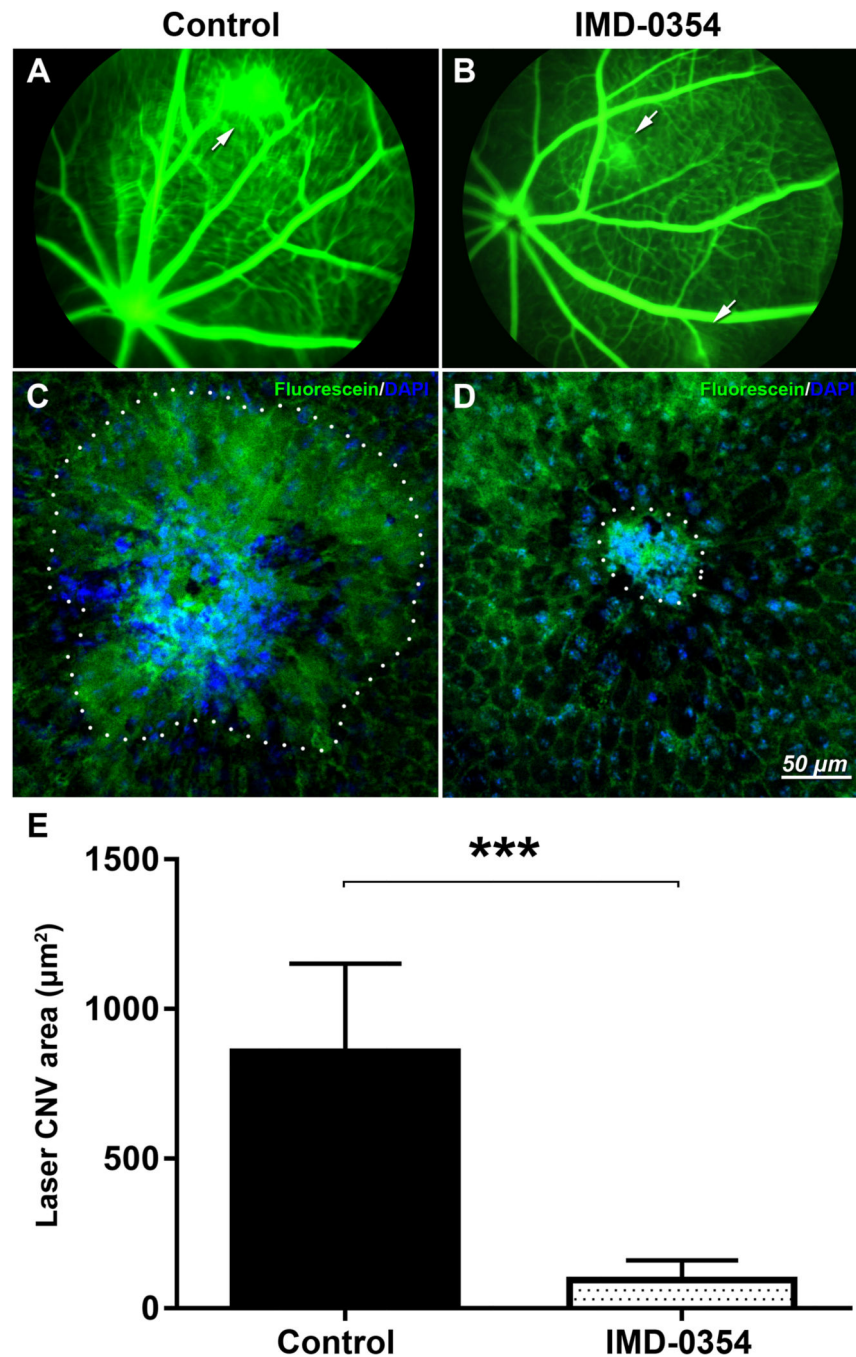 Control IMD-0354
A B
C Fluorescein/DAPI D Fluorescein/DAPI
50 µm
E
***
1500
1000
500
0
Laser CNV area (µm²)
Control IMD-0354